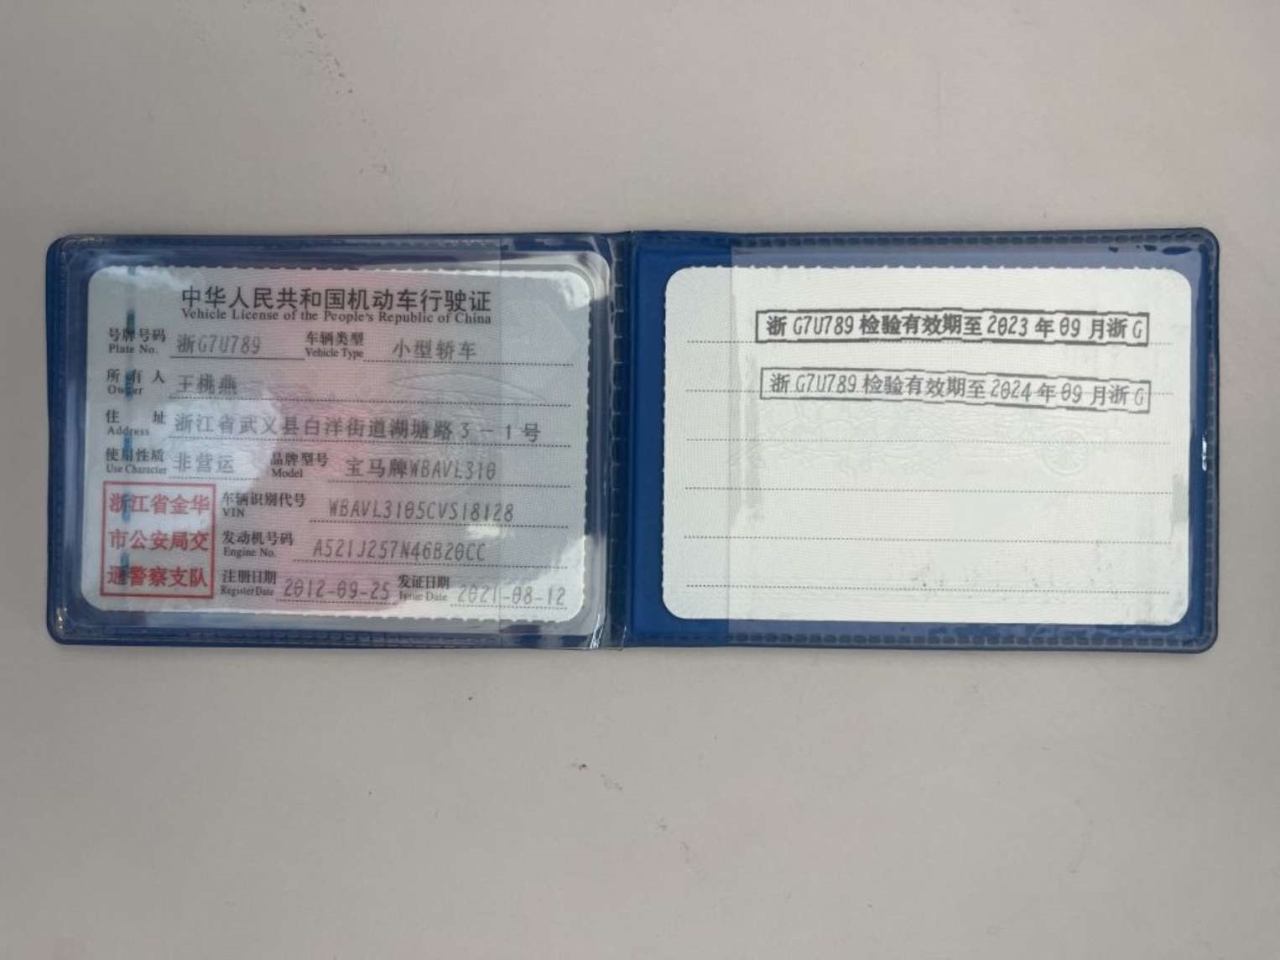 中华人民共和国机动车行驶证
Vehicle License of the People's Republic of China
号牌号码 浙G7U789 车辆类型 小型轿车
Plate No. Vehicle Type
所有人 王桃燕
Owner
住址 浙江省武义县白洋街道湖塘路3-1号
Address
使用性质 非营运 品牌型号 宝马牌WBAVL310
Use Character Model
浙江省金华
市公安局交
通警察支队
车辆识别代号 WBAVL3105CVS18128
VIN
发动机号码 A521J257N46B20CC
Engine No.
注册日期 2012-09-25 发证日期 2021-08-12
Register Date Issue Date
浙G7U789检验有效期至2023年09月浙G
浙G7U789检验有效期至2024年09月浙G